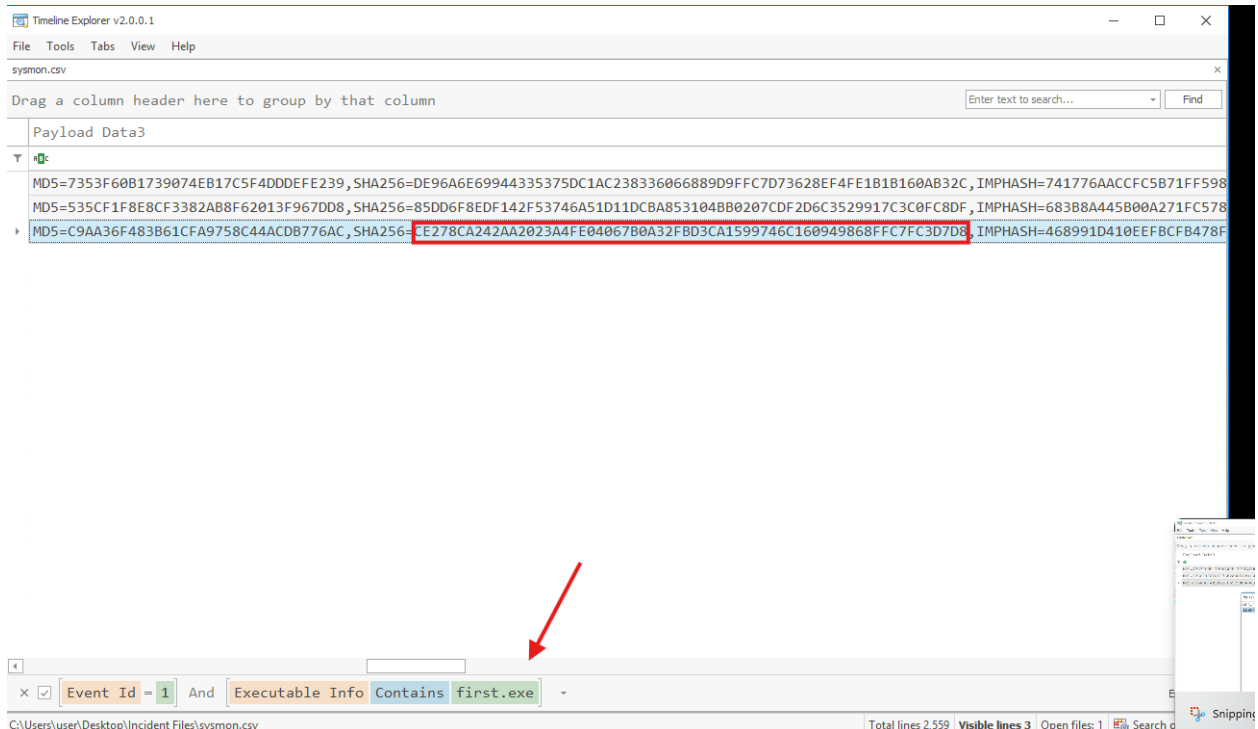 Timeline Explorer v2.0.0.1
File Tools Tabs View Help
sysmon.csv
Drag a column header here to group by that column
Enter text to search...
Find
Payload Data3
MD5=7353F60B1739074EB17C5F4DDDEFE239,SHA256=DE96A6E69944335375DC1AC238336066889D9FFC7D73628EF4FE1B1B160AB32C,IMPHASH=741776AACCFC5B71FF598
MD5=535CF1F8E8CF3382AB8F62013F967DD8,SHA256=85DD6F8EDF142F53746A51D11DCBA853104BB0207CDF2D6C3529917C3C0FC8DF,IMPHASH=683B8A445B00A271FC578
MD5=C9AA36F483B61CFA9758C44ACDB776AC,SHA256=CE278CA242AA2023A4FE04067B0A32FBD3CA1599746C160949868FFC7FC3D7D8,IMPHASH=468991D410EEFBCFB478F
Event Id = 1 And Executable Info Contains first.exe
C:\Users\user\Desktop\Incident Files\sysmon.csv
Total lines 2,559 Visible lines 3 Open files: 1 Search
Snipping